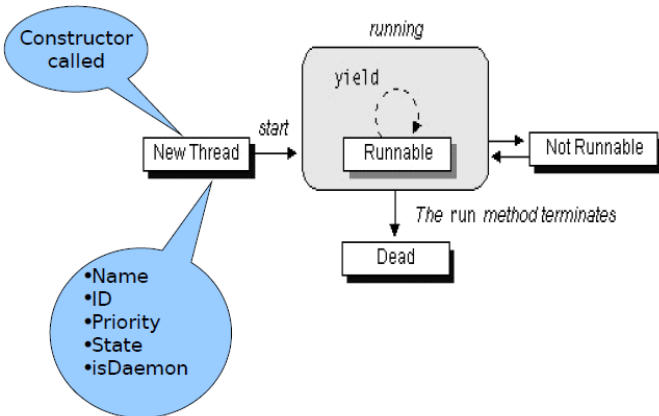 Constructor
called
running
yield
start
New Thread
Runnable
Not Runnable
The run method terminates
Dead
•Name
•ID
•Priority
•State
•isDaemon